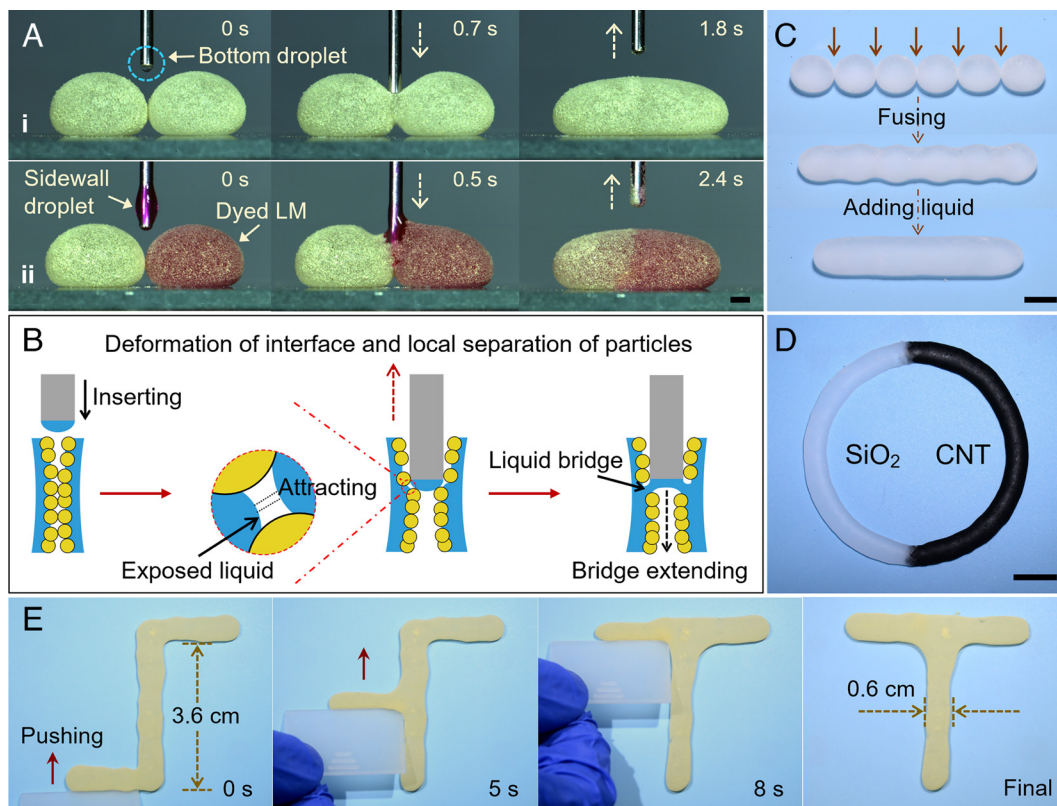 A
0 s
Bottom droplet
0.7 s
1.8 s
i
Sidewall
droplet
0 s
Dyed LM
0.5 s
2.4 s
ii
B
Deformation of interface and local separation of particles
Inserting
Attracting
Exposed liquid
Liquid bridge
Bridge extending
C
Fusing
Adding liquid
D
SiO₂
CNT
E
3.6 cm
Pushing
0 s
5 s
8 s
0.6 cm
Final